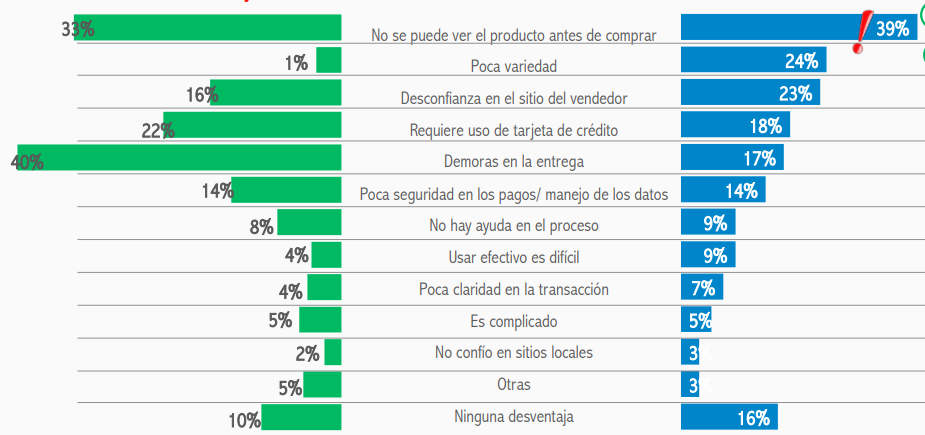 33% No se puede ver el producto antes de comprar 39%
1% Poca variedad 24%
16% Desconfianza en el sitio del vendedor 23%
22% Requiere uso de tarjeta de crédito 18%
40% Demoras en la entrega 17%
14% Poca seguridad en los pagos/ manejo de los datos 14%
8% No hay ayuda en el proceso 9%
4% Usar efectivo es difícil 9%
4% Poca claridad en la transacción 7%
5% Es complicado 5%
2% No confío en sitios locales 3
5% Otras 3
10% Ninguna desventaja 16%